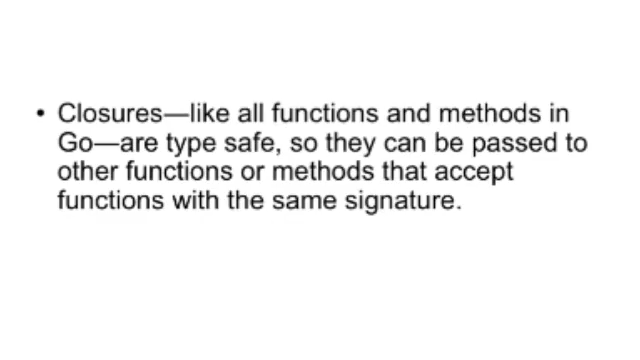 • Closures—like all functions and methods in
Go—are type safe, so they can be passed to
other functions or methods that accept
functions with the same signature.